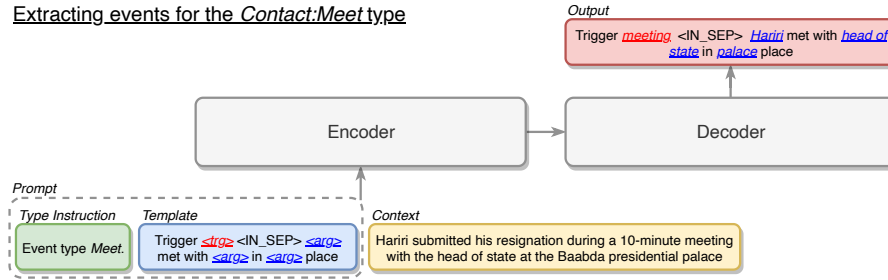 Extracting events for the Contact:Meet type
Output
Trigger meeting <IN_SEP> Hariri met with head of
state in palace place
Encoder
Decoder
Prompt
Type Instruction
Template
Context
Event type Meet.
Trigger <trg> <IN_SEP> <arg>
met with <arg> in <arg> place
Hariri submitted his resignation during a 10-minute meeting
with the head of state at the Baabda presidential palace